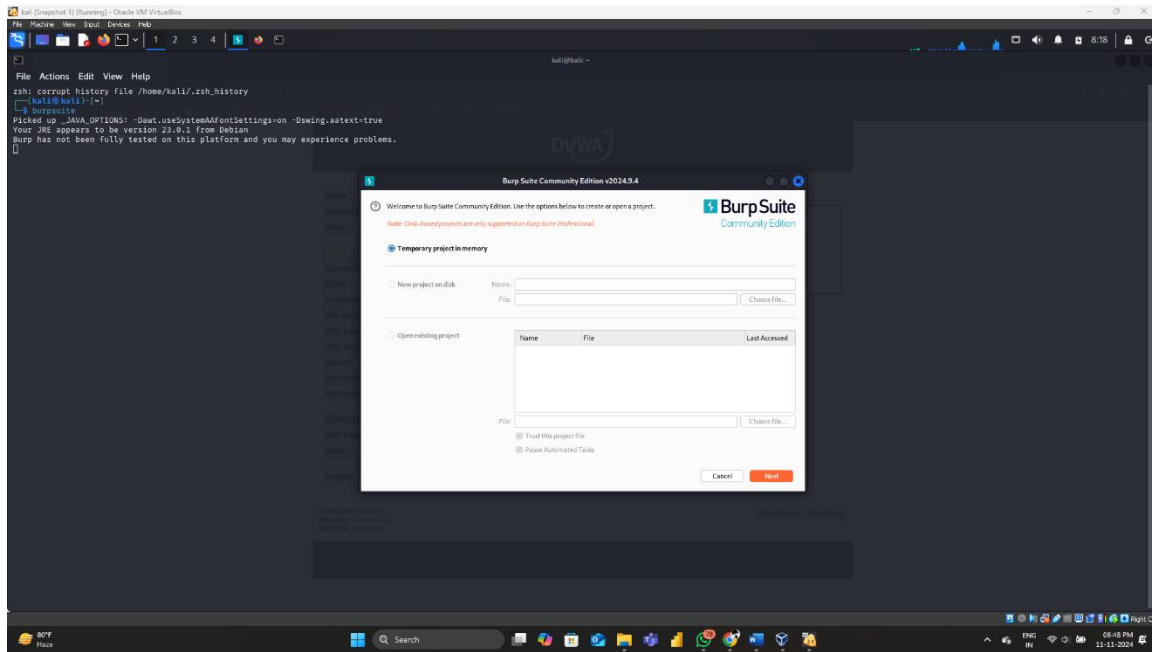 kali (Snapshot 1) [Running] - Oracle VM VirtualBox
File Machine View Input Devices Help
1 2 3 4
8:18
kali@kali: ~
File Actions Edit View Help
zsh: corrupt history file /home/kali/.zsh_history
(kali㉿kali)-[~]
$ burpsuite
Picked up _JAVA_OPTIONS: -Dawt.useSystemAAFontSettings=on -Dswing.aatext=true
Your JRE appears to be version 23.0.1 from Debian
Burp has not been fully tested on this platform and you may experience problems.
DVWA
Burp Suite Community Edition v2024.9.4
Welcome to Burp Suite Community Edition. Use the options below to create or open a project.
Note: Disk-based projects are only supported on Burp Suite Professional.
Burp Suite
Community Edition
Temporary project in memory
New project on disk
Name:
File:
Choose file...
Open existing project
Name File Last Accessed
File:
Choose file...
Trust this project file
Pause Automated Tasks
Cancel
Next
Right C
80°F
Haze
Search
ENG
IN
06:48 PM
11-11-2024